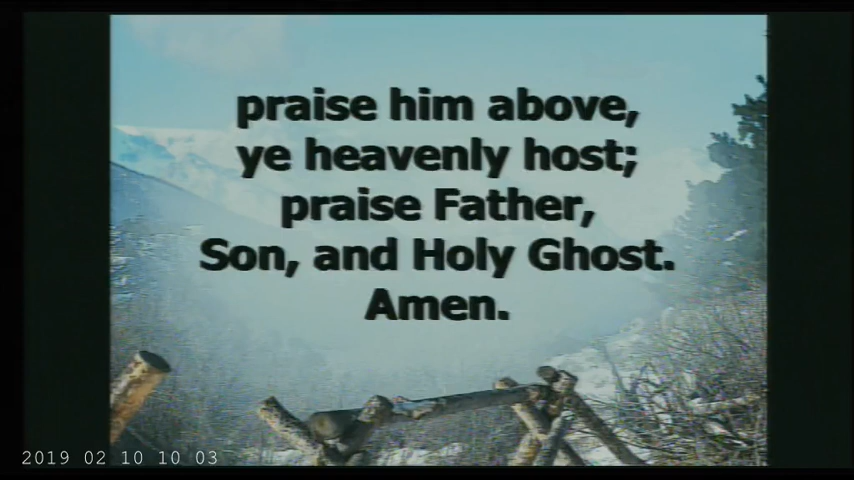 praise him above,
ye heavenly host;
praise Father,
Son, and Holy Ghost.
Amen.
2019 02 10 10 03